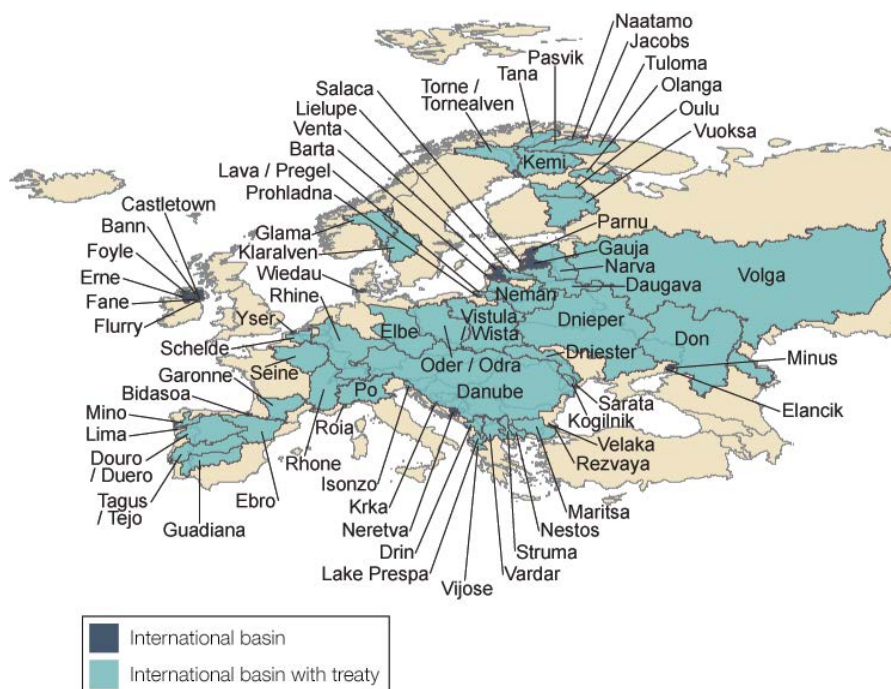 Naatamo
Jacobs
Pasvik
Tuloma
Tana
Olanga
Salaca
Torne /
Tornealven
Lielupe
Oulu
Venta
Vuoksa
Barta
Lava / Pregel
Kemi
Prohladna
Castletown
Bann
Glama
Parnu
Foyle
Klaralven
Gauja
Erne
Wiedau
Narva
Volga
Fane
Rhine
Neman
Daugava
Flurry
Yser
Elbe
Vistula
/ Wista
Dnieper
Don
Schelde
Oder / Odra
Dniester
Minus
Garonne
Seine
Danube
Bidasoa
Po
Sarata
Elancik
Mino
Kogilnik
Lima
Roia
Velaka
Douro
/ Duero
Rhone
Rezvaya
Isonzo
Tagus
/ Tejo
Ebro
Krka
Maritsa
Guadiana
Neretva
Nestos
Drin
Struma
Lake Prespa
Vardar
Vijose
International basin
International basin with treaty